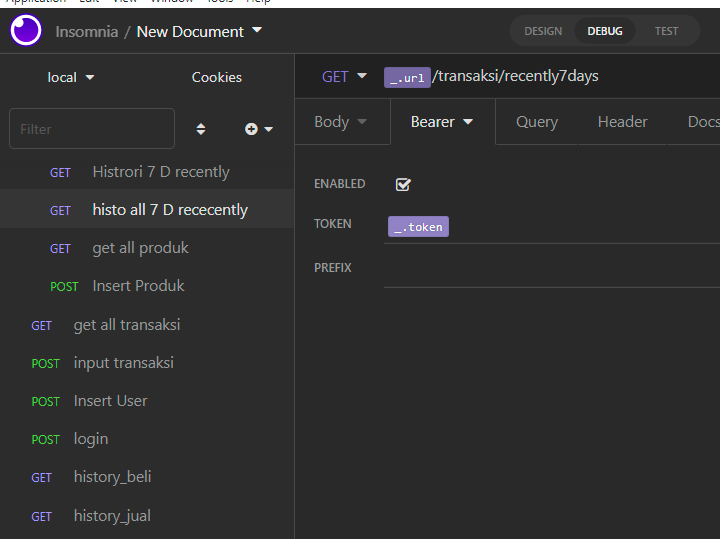 Application Edit View Window Tools Help
Insomnia / New Document
DESIGN DEBUG TEST
local Cookies
Filter
GET Histrori 7 D recently
GET histo all 7 D rececently
GET get all produk
POST Insert Produk
GET get all transaksi
POST input transaksi
POST Insert User
POST login
GET history_beli
GET history_jual
GET _.url/transaksi/recently7days
Body Bearer Query Header Docs
ENABLED
TOKEN _.token
PREFIX